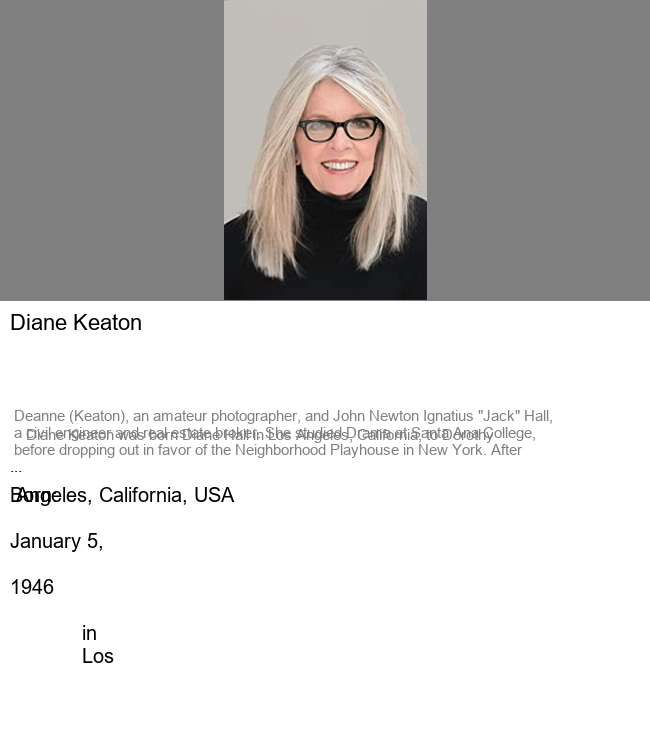 Diane Keaton
Diane Keaton was born Diane Hall in Los Angeles, California, to Dorothy
Deanne (Keaton), an amateur photographer, and John Newton Ignatius "Jack" Hall,
a civil engineer and real estate broker. She studied Drama at Santa Ana College,
before dropping out in favor of the Neighborhood Playhouse in New York. After
...
Born:
January 5,
1946
in
Los
Angeles, California, USA